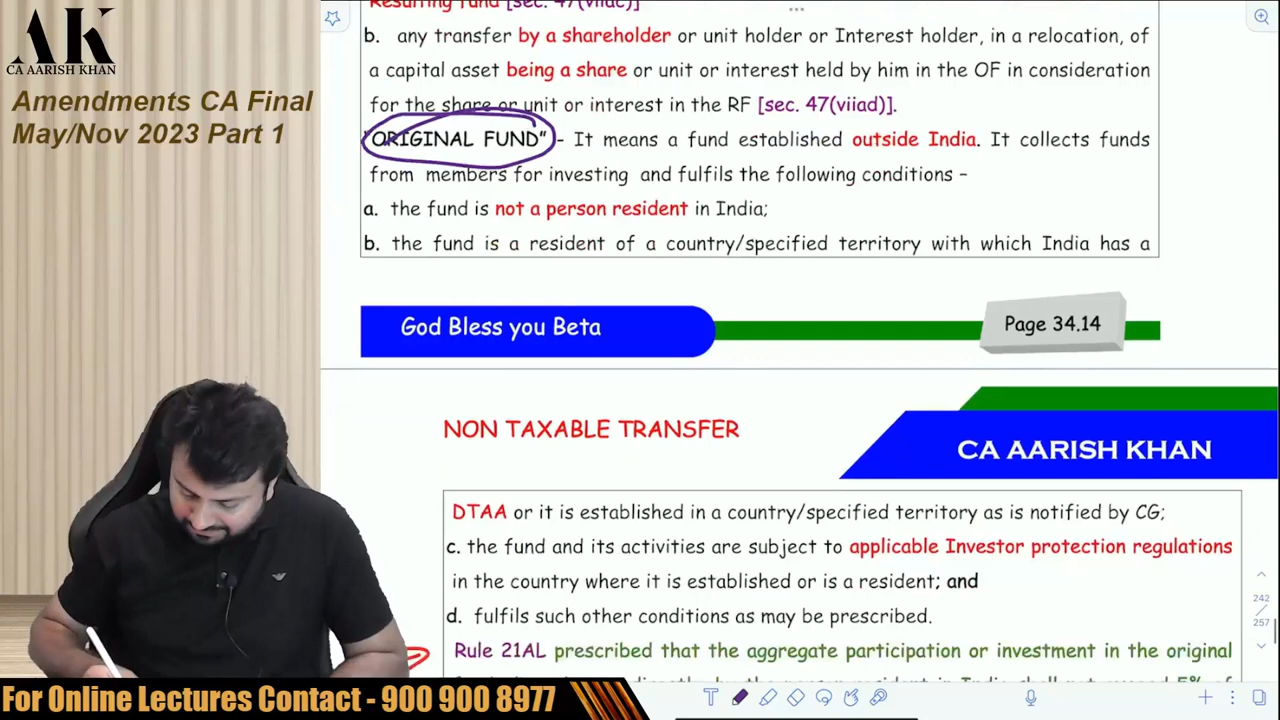 AK
CA AARISH KHAN
Amendments CA Final
May/Nov 2023 Part 1
Resulting fund [sec. 47(viiac)]
b. any transfer by a shareholder or unit holder or Interest holder, in a relocation, of
a capital asset being a share or unit or interest held by him in the OF in consideration
for the share or unit or interest in the RF [sec. 47(viiad)].
"ORIGINAL FUND" - It means a fund established outside India. It collects funds
from members for investing and fulfils the following conditions –
a. the fund is not a person resident in India;
b. the fund is a resident of a country/specified territory with which India has a
God Bless you Beta
Page 34.14
NON TAXABLE TRANSFER
CA AARISH KHAN
DTAA or it is established in a country/specified territory as is notified by CG;
c. the fund and its activities are subject to applicable Investor protection regulations
in the country where it is established or is a resident; and
d. fulfils such other conditions as may be prescribed.
Rule 21AL prescribed that the aggregate participation or investment in the original
242
257
For Online Lectures Contact - 900 900 8977